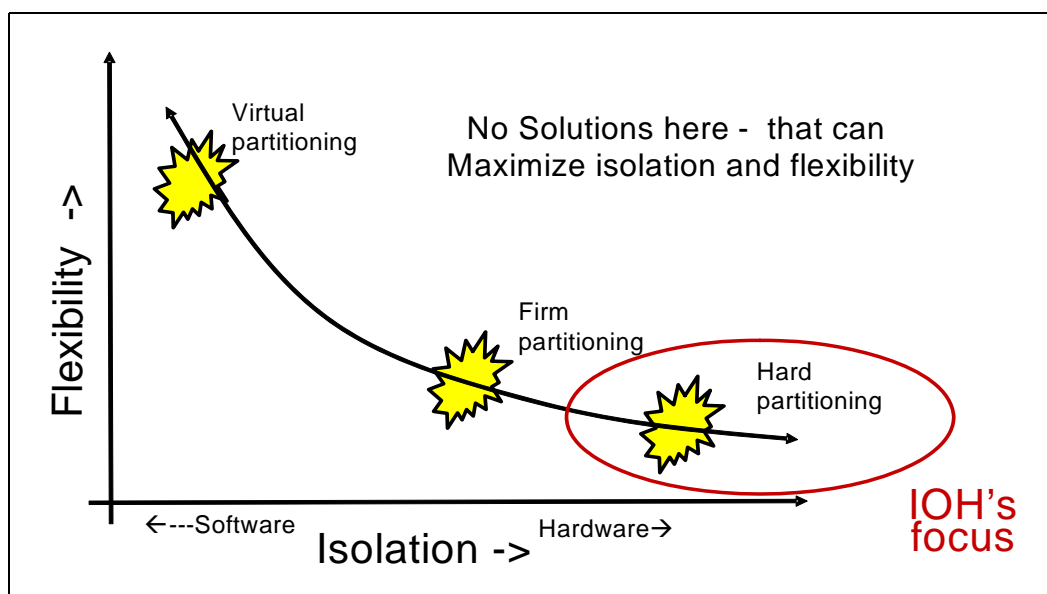 Virtual
partitioning
No Solutions here - that can
Maximize isolation and flexibility
Flexibility ->
Firm
partitioning
Hard
partitioning
IOH's
focus
←---Software
Hardware→
Isolation ->